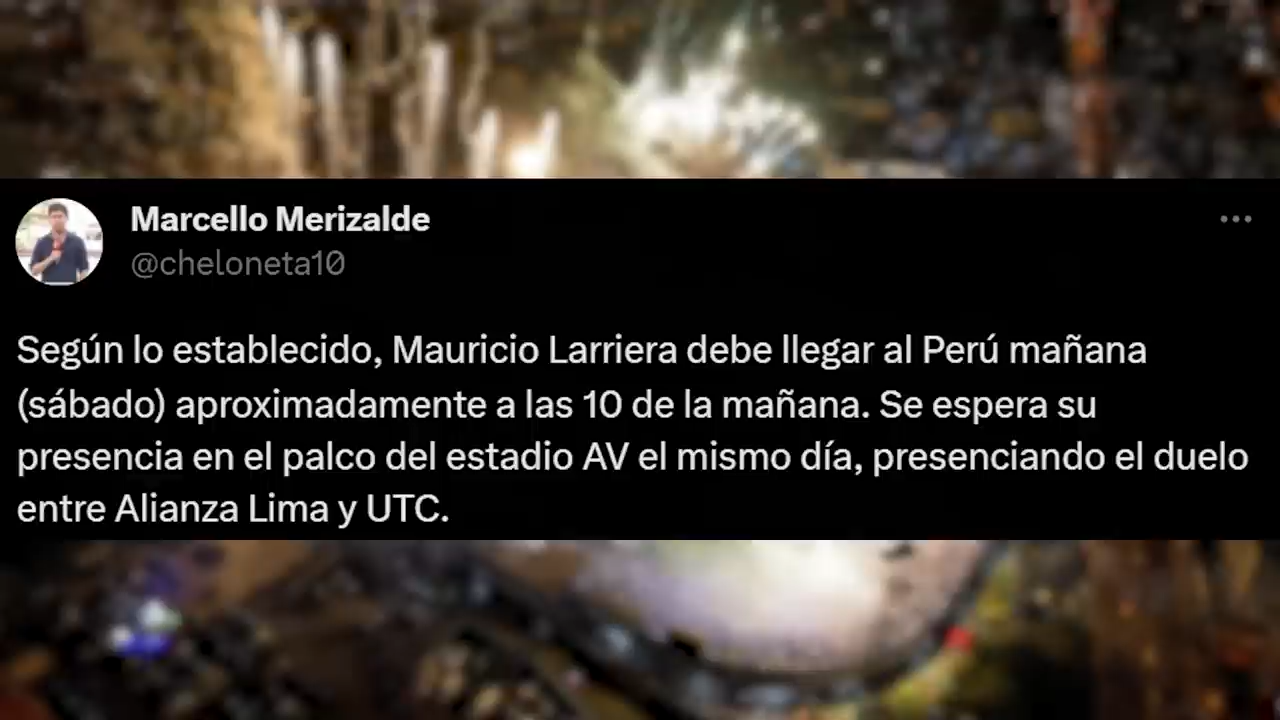 Marcello Merizalde
@cheloneta10
Según lo establecido, Mauricio Larriera debe llegar al Perú mañana
(sábado) aproximadamente a las 10 de la mañana. Se espera su
presencia en el palco del estadio AV el mismo día, presenciando el duelo
entre Alianza Lima y UTC.